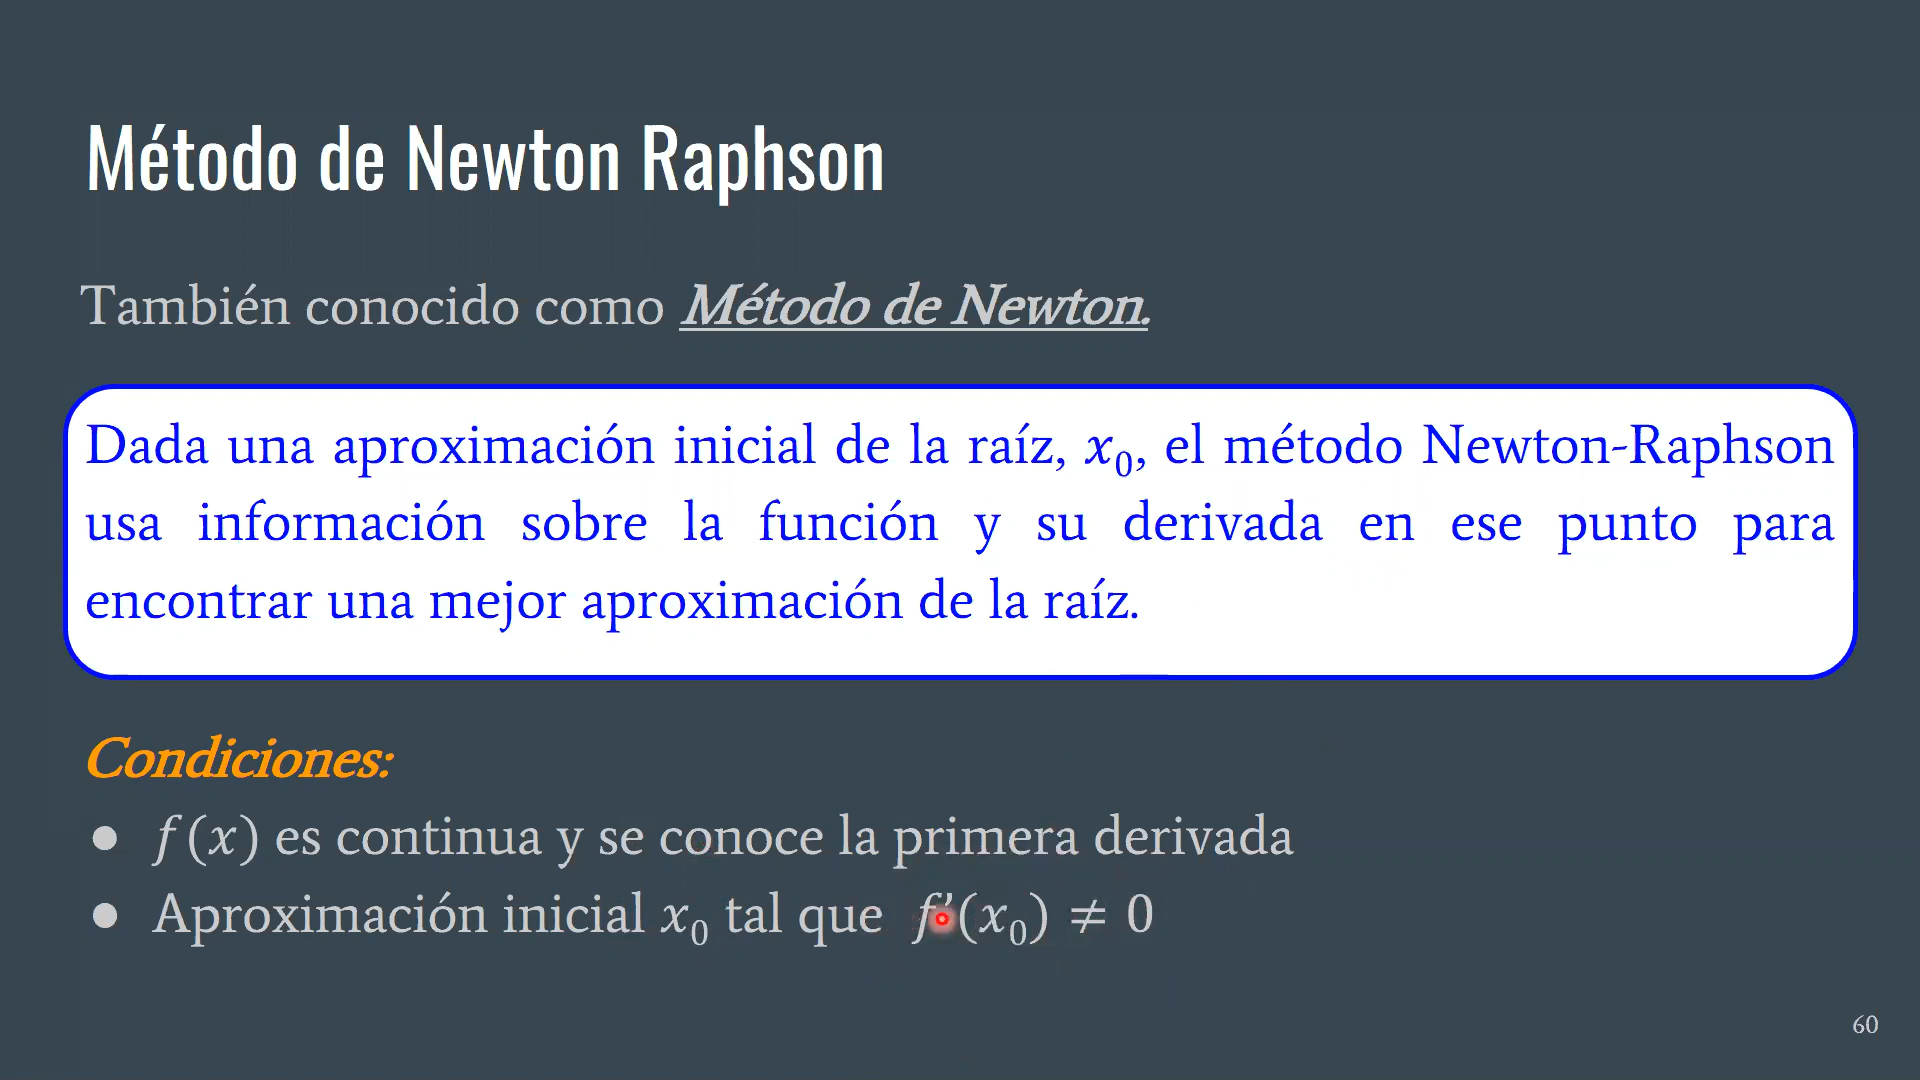 Método de Newton Raphson
También conocido como Método de Newton.
Dada una aproximación inicial de la raíz, x₀, el método Newton-Raphson
usa información sobre la función y su derivada en ese punto para
encontrar una mejor aproximación de la raíz.
Condiciones:
● f(x) es continua y se conoce la primera derivada
● Aproximación inicial x₀ tal que f’(x₀) ≠ 0
60